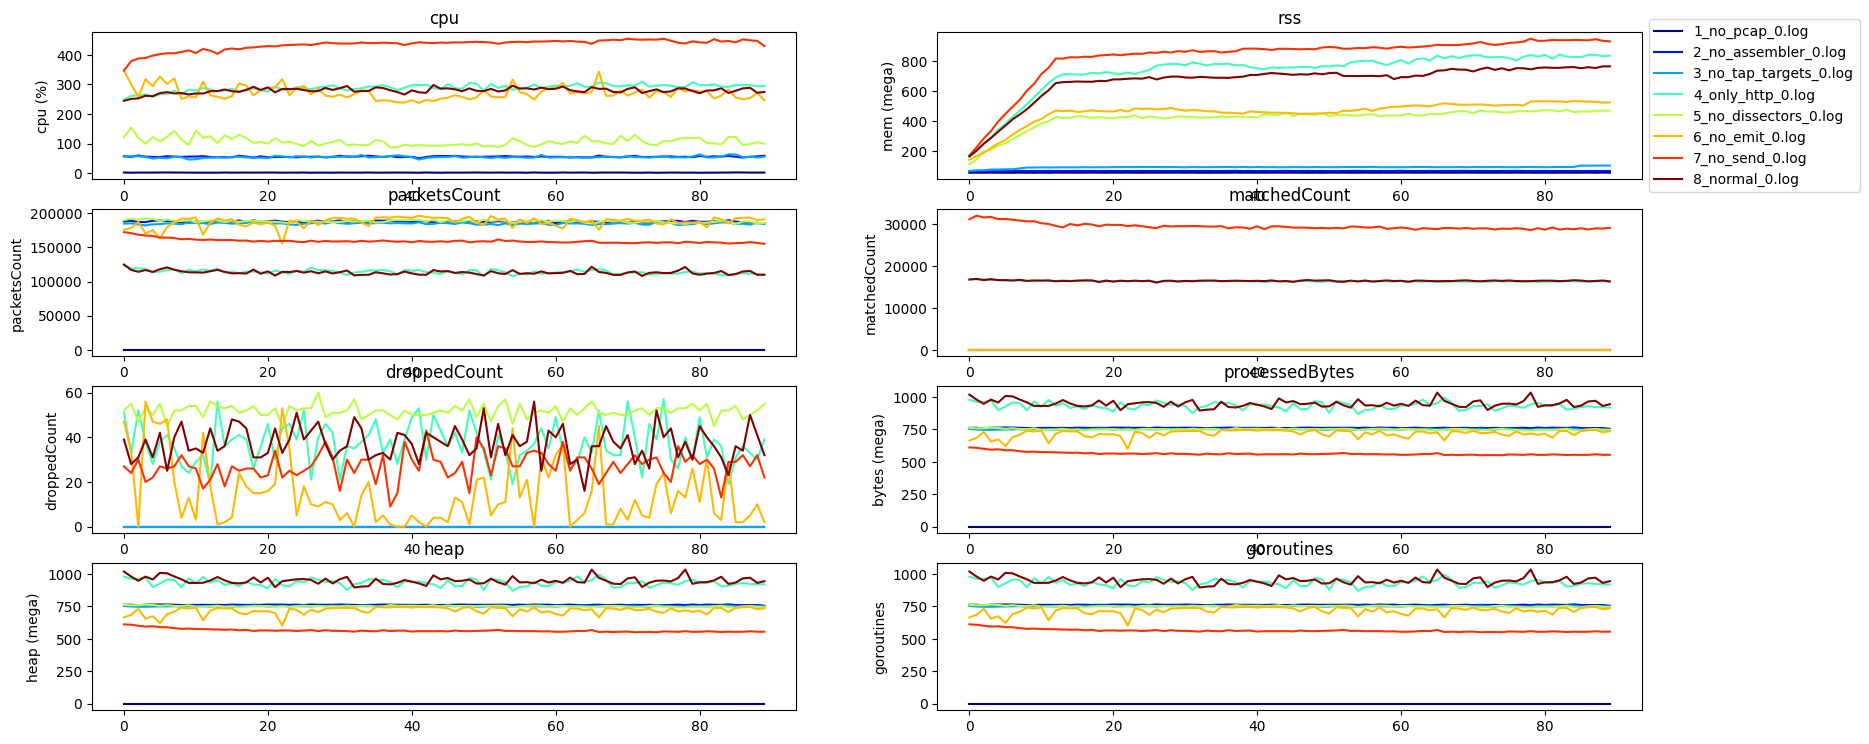 cpu
cpu (%)
400
300
200
100
0
0 20 40 60 80
rss
mem (mega)
800
600
400
200
0 20 40 60 80
1_no_pcap_0.log
2_no_assembler_0.log
3_no_tap_targets_0.log
4_only_http_0.log
5_no_dissectors_0.log
6_no_emit_0.log
7_no_send_0.log
8_normal_0.log
packetsCount
packetsCount
200000
150000
100000
50000
0
0 20 40 60 80
matchedCount
matchedCount
30000
20000
10000
0
0 20 40 60 80
droppedCount
droppedCount
60
40
20
0
0 20 40 60 80
processedBytes
bytes (mega)
1000
750
500
250
0
0 20 40 60 80
heap
heap (mega)
1000
750
500
250
0
0 20 40 60 80
goroutines
goroutines
1000
750
500
250
0
0 20 40 60 80